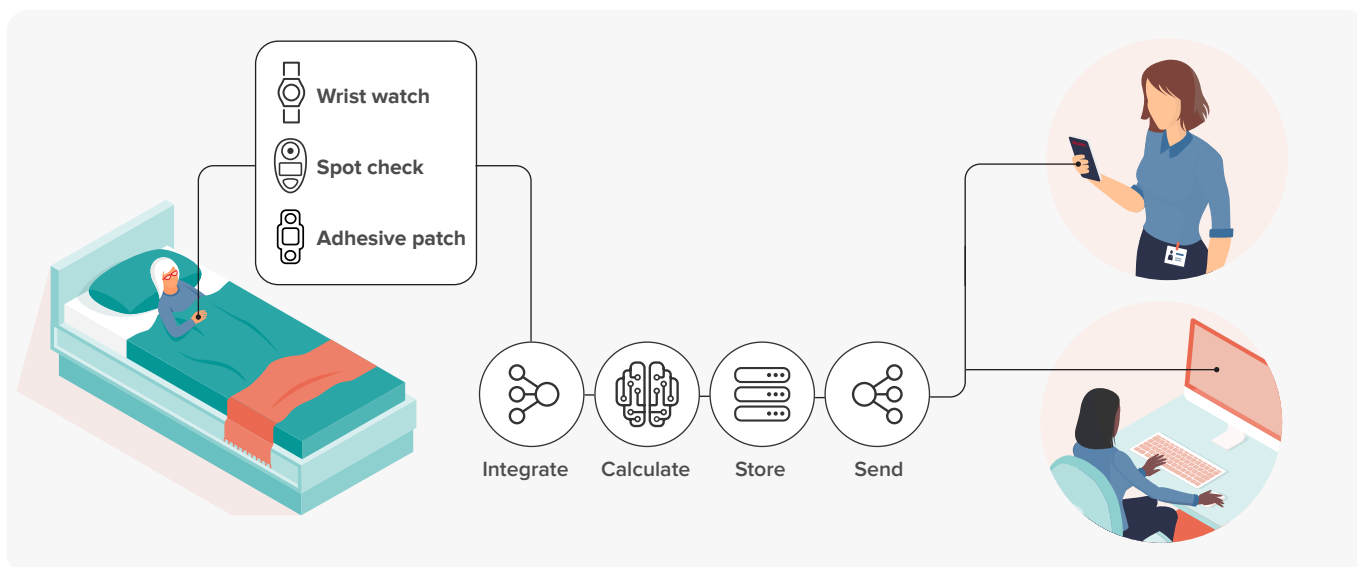 Wrist watch
Spot check
Adhesive patch
Integrate
Calculate
Store
Send